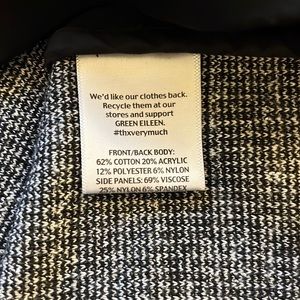 We'd like our clothes back.
Recycle them at our
stores and support
GREEN EILEEN.
#thxverymuch
FRONT/BACK BODY:
62% COTTON 20% ACRYLIC
12% POLYESTER 6% NYLON
SIDE PANELS: 69% VISCOSE
25% NYLON 6% SPANDEX